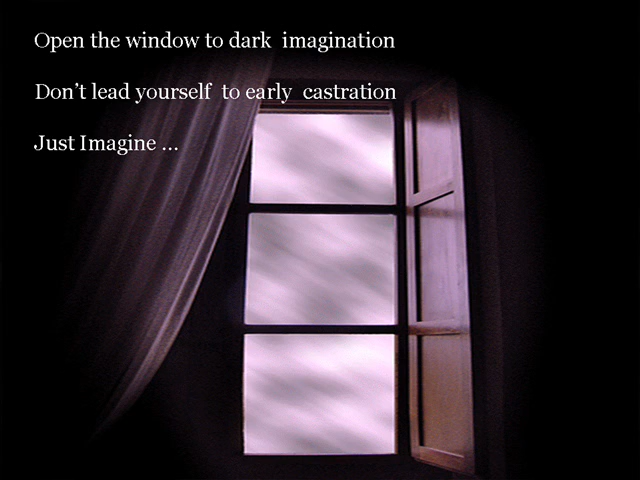 Open the window to dark  imagination
Don’t lead yourself  to early  castration
Just Imagine ...